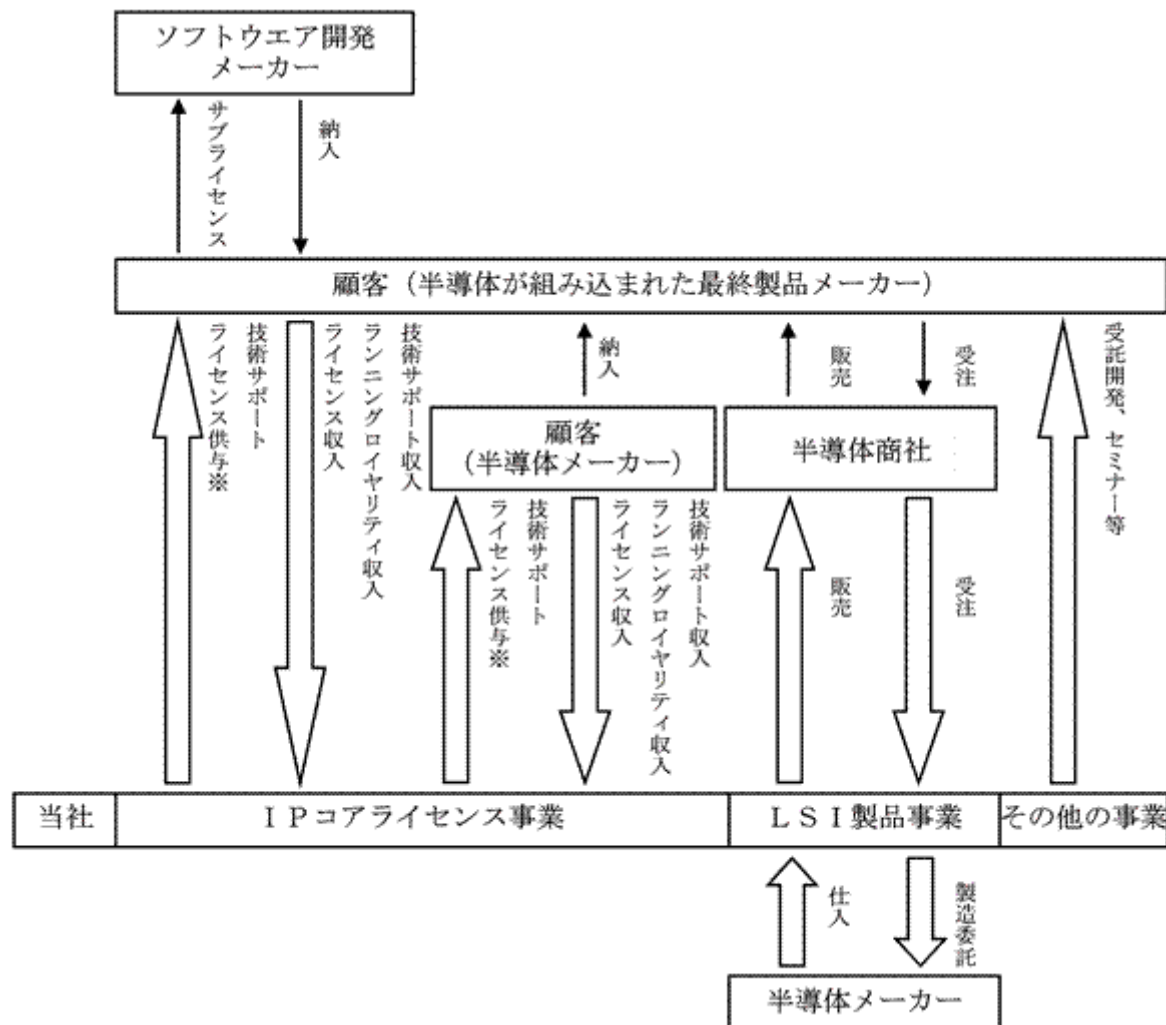 ソフトウエア開発
メーカー
サブライセンス
納入
顧客（半導体が組み込まれた最終製品メーカー）
技術サポート
ライセンス供与※
技術サポート収入
ランニングロイヤリティ収入
ライセンス収入
納入
販売
受注
受託開発、セミナー等
顧客
（半導体メーカー）
半導体商社
技術サポート
ライセンス供与※
技術サポート収入
ランニングロイヤリティ収入
ライセンス収入
販売
受注
当社
ＩＰコアライセンス事業
ＬＳＩ製品事業
その他の事業
仕入
製造委託
半導体メーカー